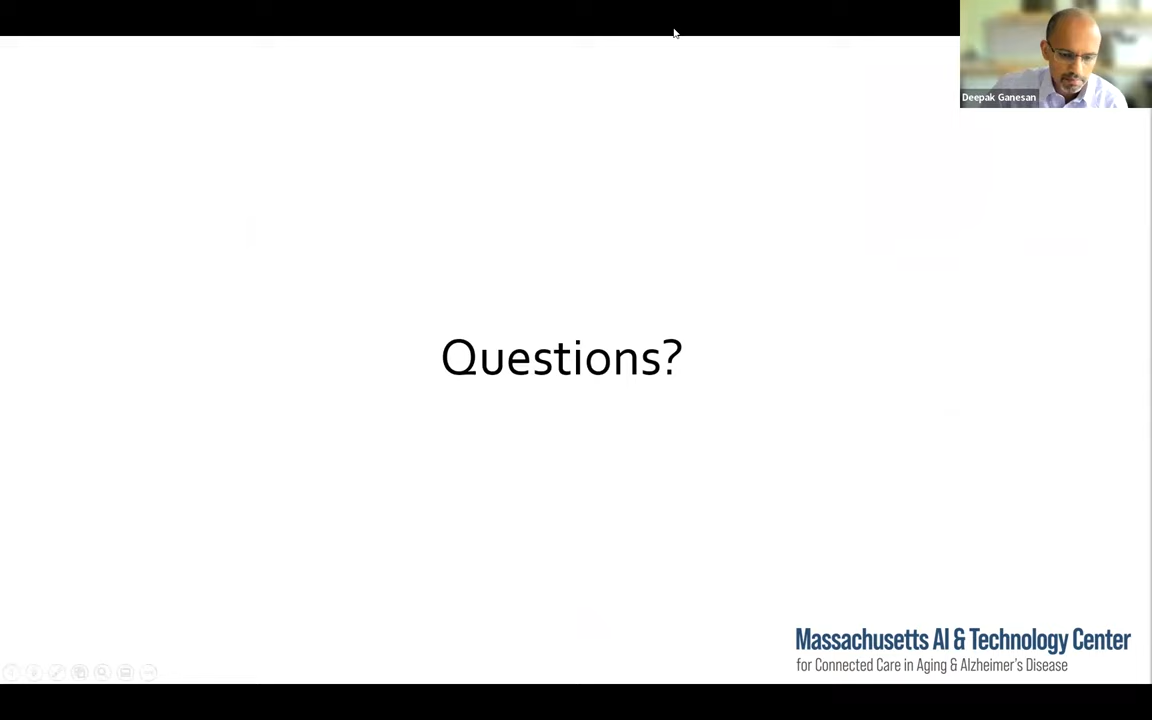 Deepak Ganesan
Questions?
Massachusetts AI & Technology Center
for Connected Care in Aging & Alzheimer's Disease